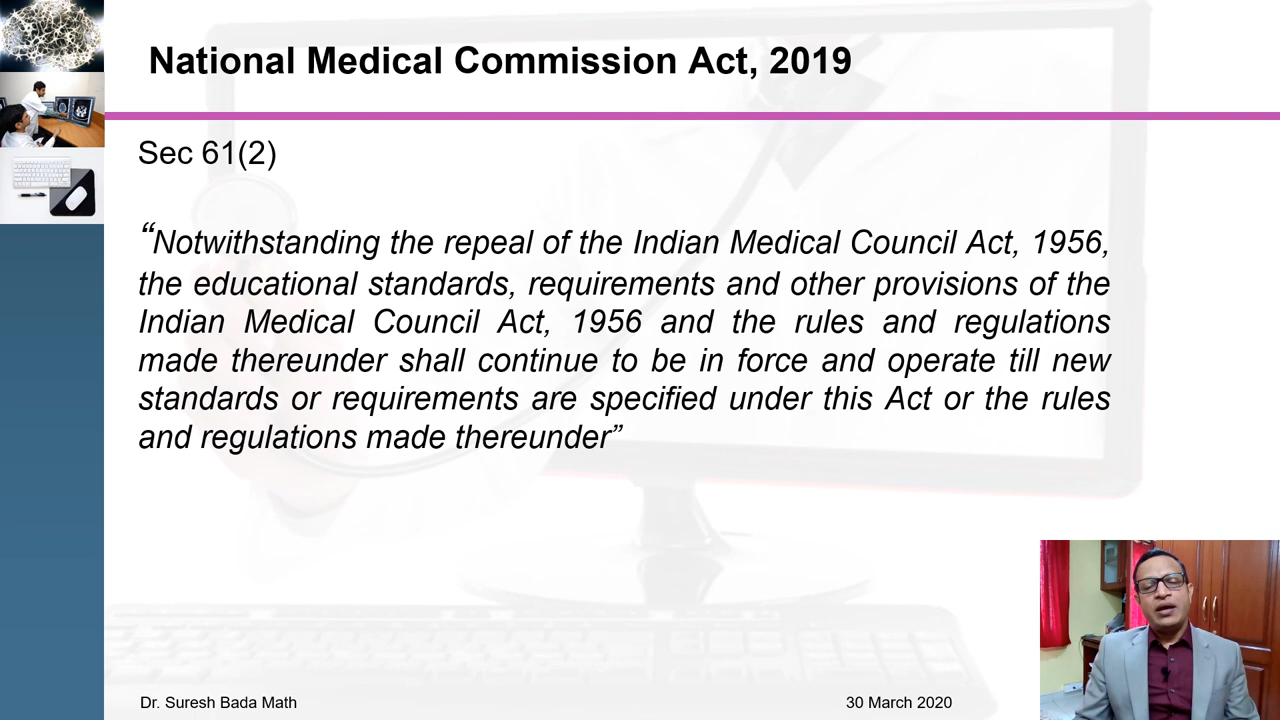 National Medical Commission Act, 2019
Sec 61(2)
“Notwithstanding the repeal of the Indian Medical Council Act, 1956,
the educational standards, requirements and other provisions of the
Indian Medical Council Act, 1956 and the rules and regulations
made thereunder shall continue to be in force and operate till new
standards or requirements are specified under this Act or the rules
and regulations made thereunder”
Dr. Suresh Bada Math
30 March 2020